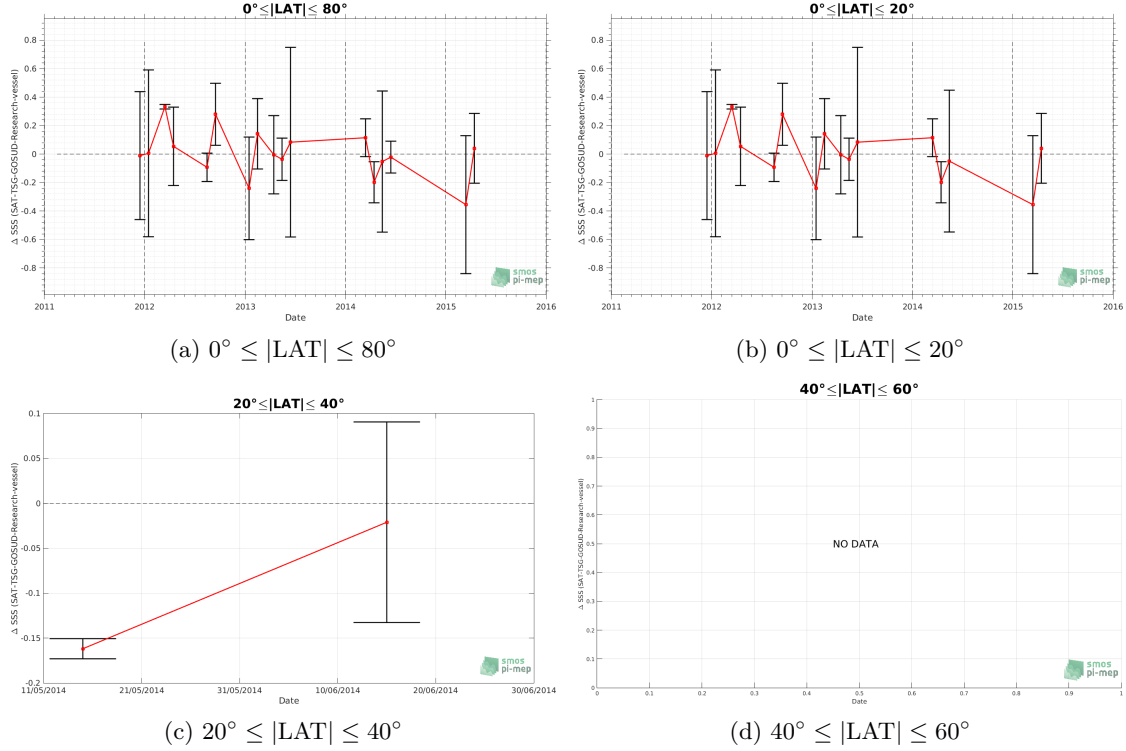 0°≤|LAT|≤ 80°
Δ SSS (SAT-TSG-GOSUD-Research-vessel)
0.8
0.6
0.4
0.2
0
-0.2
-0.4
-0.6
-0.8
2011 2012 2013 2014 2015 2016
Date
smos
pi-mep
(a) 0° ≤ |LAT| ≤ 80°
0°≤|LAT|≤ 20°
Δ SSS (SAT-TSG-GOSUD-Research-vessel)
0.8
0.6
0.4
0.2
0
-0.2
-0.4
-0.6
-0.8
2011 2012 2013 2014 2015 2016
Date
smos
pi-mep
(b) 0° ≤ |LAT| ≤ 20°
20°≤|LAT|≤ 40°
Δ SSS (SAT-TSG-GOSUD-Research-vessel)
0.1
0.05
0
-0.05
-0.1
-0.15
-0.2
11/05/2014 21/05/2014 31/05/2014 10/06/2014 20/06/2014 30/06/2014
Date
smos
pi-mep
(c) 20° ≤ |LAT| ≤ 40°
40°≤|LAT|≤ 60°
Δ SSS (SAT-TSG-GOSUD-Research-vessel)
1
0.9
0.8
0.7
0.6
0.5
0.4
0.3
0.2
0.1
0
NO DATA
0 0.1 0.2 0.3 0.4 0.5 0.6 0.7 0.8 0.9 1
Date
smos
pi-mep
(d) 40° ≤ |LAT| ≤ 60°